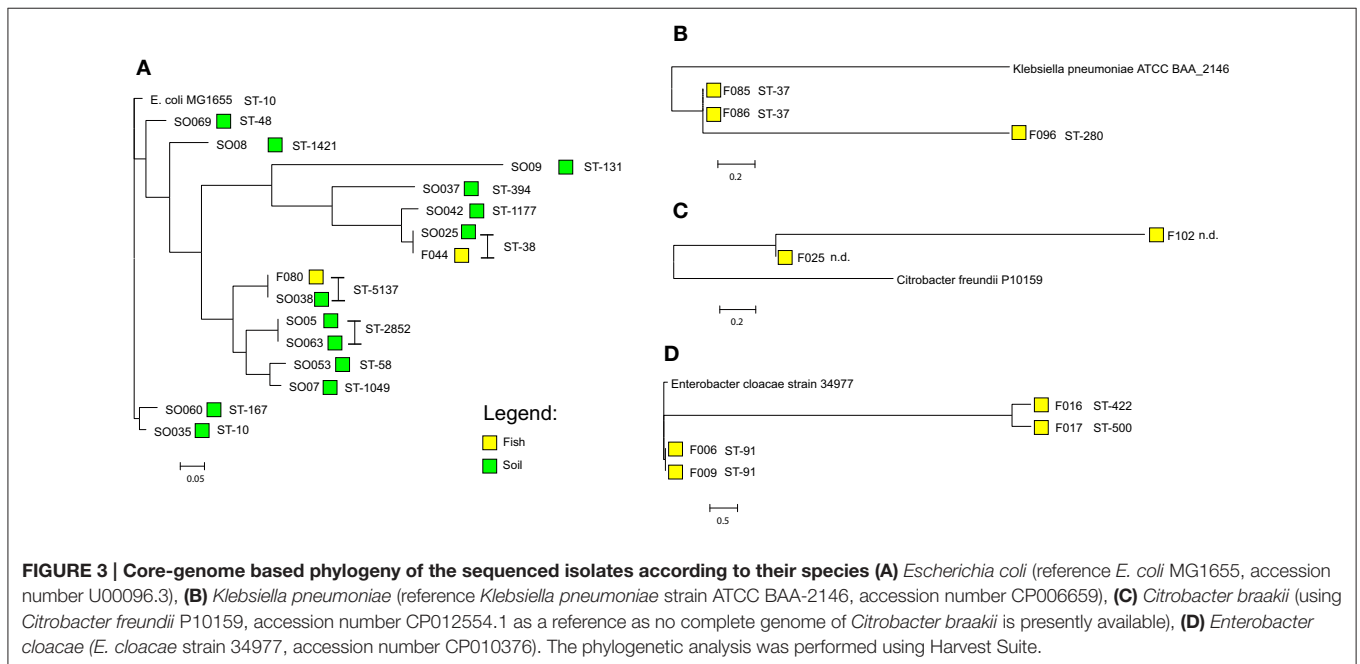 A
E. coli MG1655 ST-10
SO069 ST-48
SO08 ST-1421
SO09 ST-131
SO037 ST-394
SO042 ST-1177
SO025
ST-38
F044
F080
ST-5137
SO038
SO05
ST-2852
SO063
SO053 ST-58
SO07 ST-1049
SO060 ST-167
SO035 ST-10
0.05
Legend:
Fish
Soil
B
Klebsiella pneumoniae ATCC BAA_2146
F085 ST-37
F086 ST-37
F096 ST-280
0.2
C
F102 n.d.
F025 n.d.
Citrobacter freundii P10159
0.2
D
Enterobacter cloacae strain 34977
F016 ST-422
F017 ST-500
F006 ST-91
F009 ST-91
0.5
FIGURE 3 | Core-genome based phylogeny of the sequenced isolates according to their species (A) Escherichia coli (reference E. coli MG1655, accession
number U00096.3), (B) Klebsiella pneumoniae (reference Klebsiella pneumoniae strain ATCC BAA-2146, accession number CP006659), (C) Citrobacter braakii (using
Citrobacter freundii P10159, accession number CP012554.1 as a reference as no complete genome of Citrobacter braakii is presently available), (D) Enterobacter
cloacae (E. cloacae strain 34977, accession number CP010376). The phylogenetic analysis was performed using Harvest Suite.